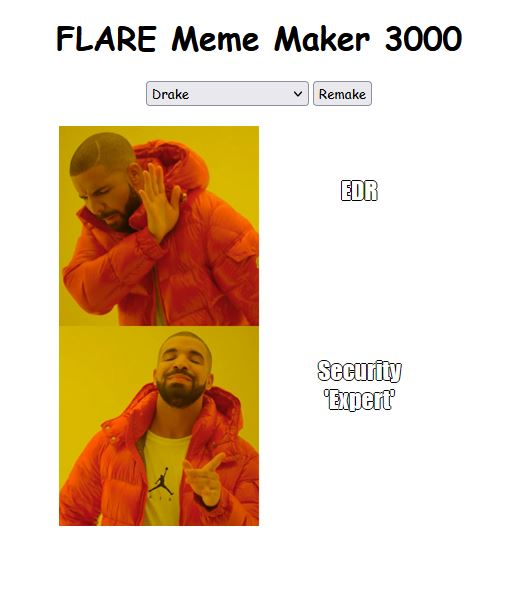 FLARE Meme Maker 3000
Drake Remake
EDR
Security
'Expert'